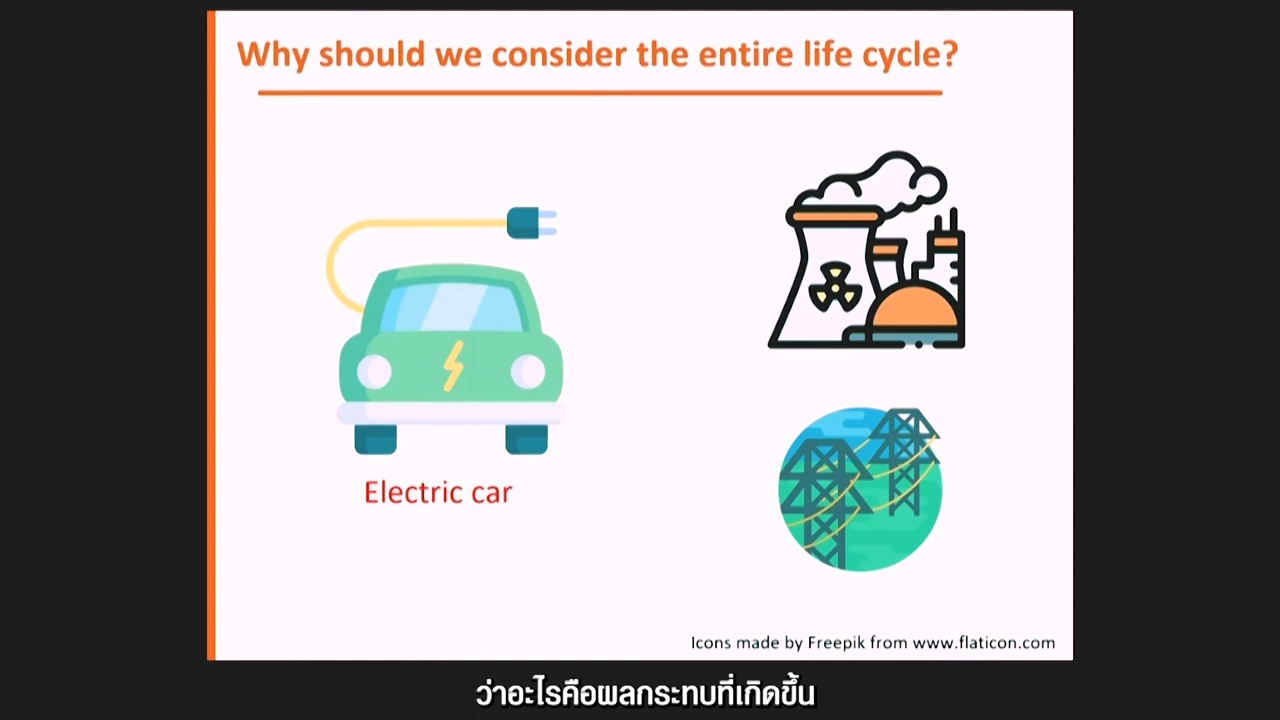 Why should we consider the entire life cycle?
Electric car
Icons made by Freepik from www.flaticon.com
ว่าอะไรคือผลกระทบที่เกิดขึ้น